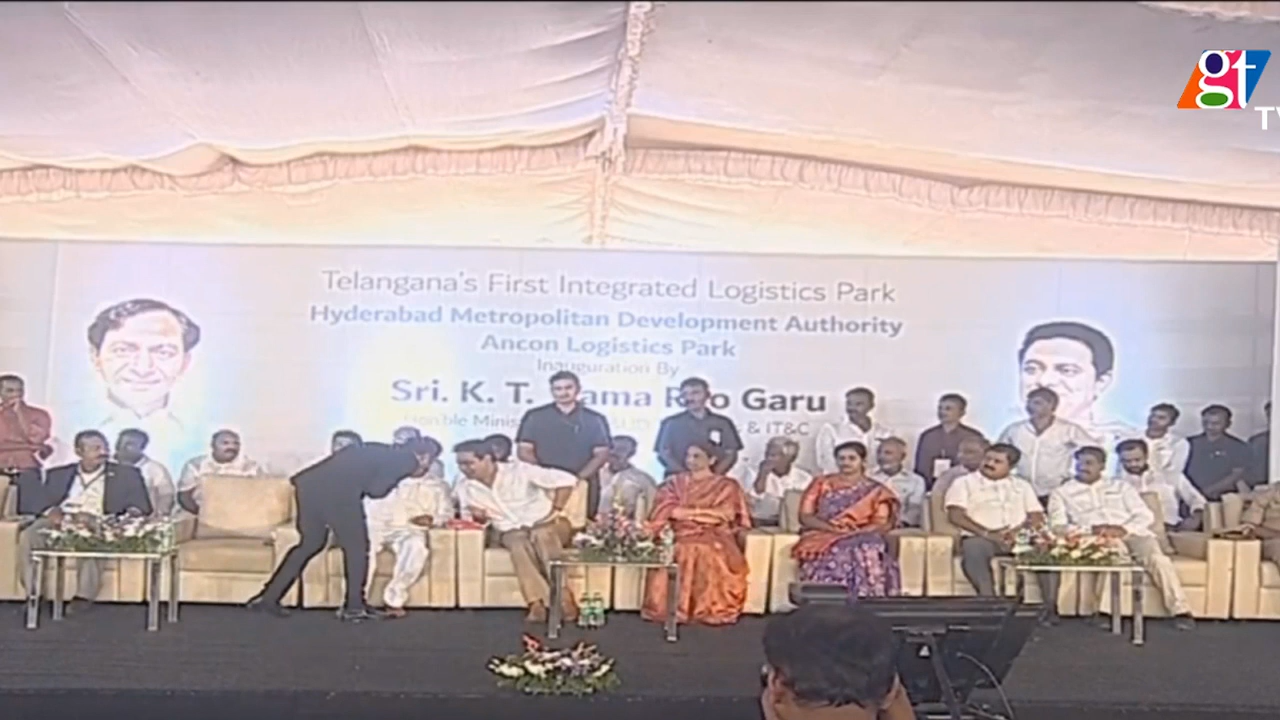 gt
TV
Telangana's First Integrated Logistics Park
Hyderabad Metropolitan Development Authority
Ancon Logistics Park
Inauguration By
Sri. K. T. Rama Rao Garu
& IT&C